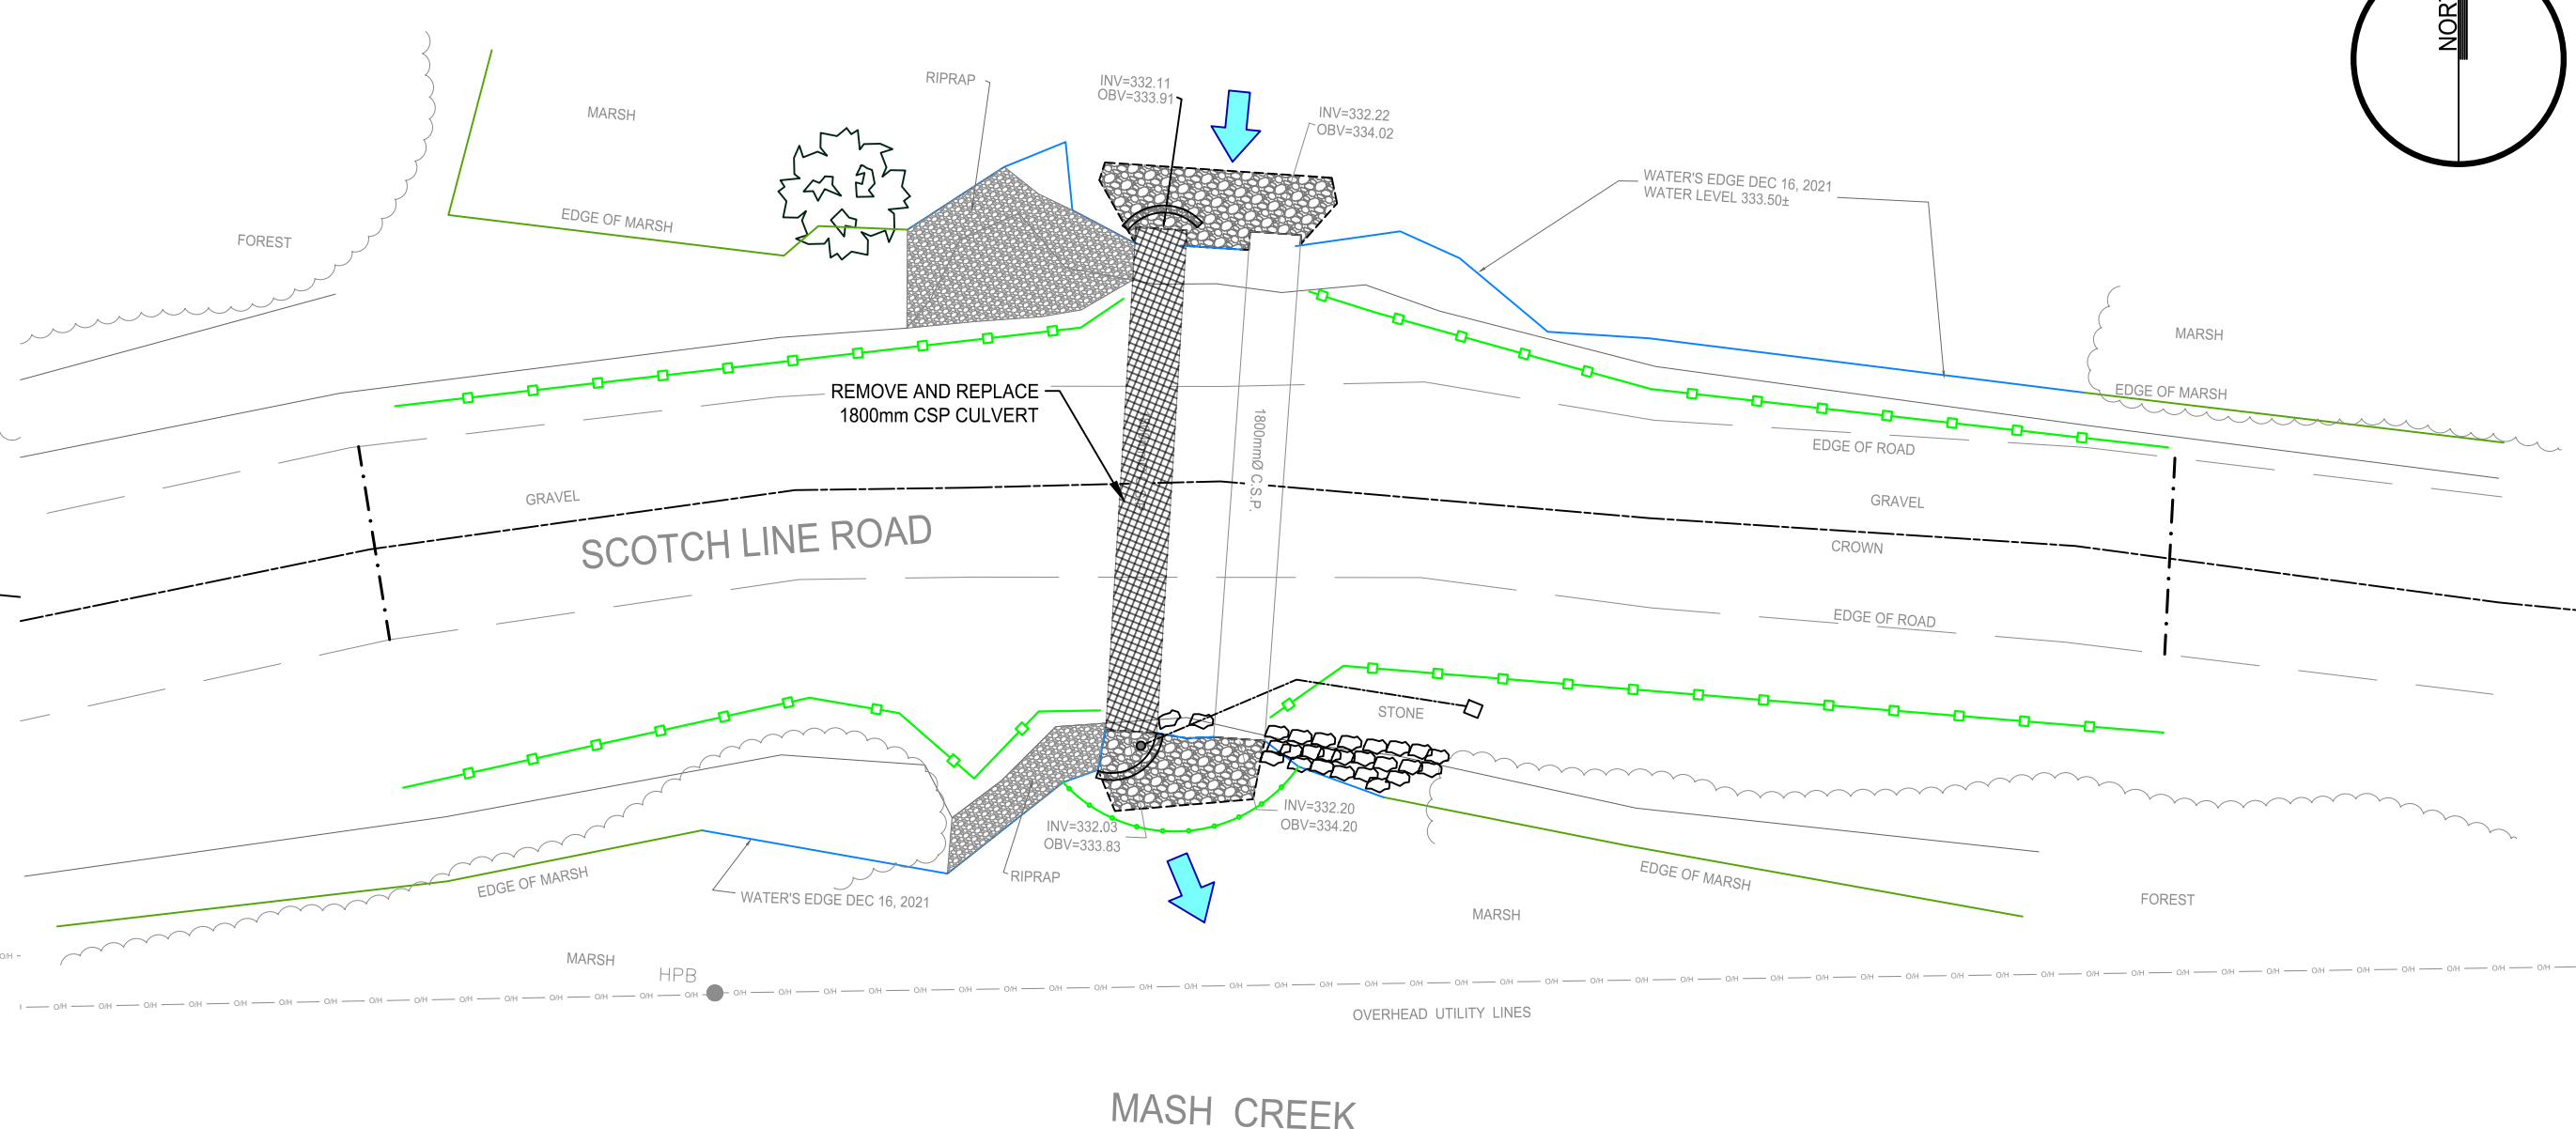 NORT
RIPRAP
INV=332.11
OBV=333.91
INV=332.22
OBV=334.02
MARSH
WATER'S EDGE DEC 16, 2021
WATER LEVEL 333.50±
EDGE OF MARSH
FOREST
MARSH
EDGE OF MARSH
REMOVE AND REPLACE
1800mm CSP CULVERT
1800mmØ C.S.P.
EDGE OF ROAD
GRAVEL
GRAVEL
SCOTCH LINE ROAD
CROWN
EDGE OF ROAD
STONE
INV=332.20
OBV=334.20
INV=332.03
OBV=333.83
RIPRAP
EDGE OF MARSH
EDGE OF MARSH
WATER'S EDGE DEC 16, 2021
FOREST
MARSH
MARSH
HPB
O/H O/H O/H O/H O/H O/H O/H O/H O/H O/H O/H O/H O/H O/H O/H O/H O/H O/H O/H O/H O/H O/H O/H O/H O/H O/H O/H O/H O/H O/H O/H O/H O/H O/H O/H O/H O/H O/H O/H O/H O/H O/H O/H O/H O/H O/H O/H O/H O/H O/H O/H O/H O/H O/H O/H O/H
O/H
OVERHEAD UTILITY LINES
MASH CREEK